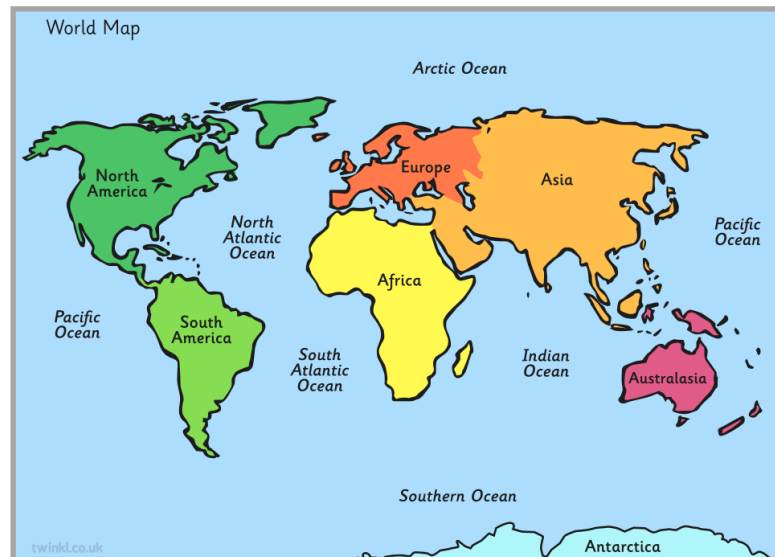 World Map
Arctic Ocean
North
America
Europe
Asia
North
Atlantic
Ocean
Pacific
Ocean
Africa
Pacific
Ocean
South
America
South
Atlantic
Ocean
Indian
Ocean
Australasia
Southern Ocean
Antarctica
twinkl.co.uk